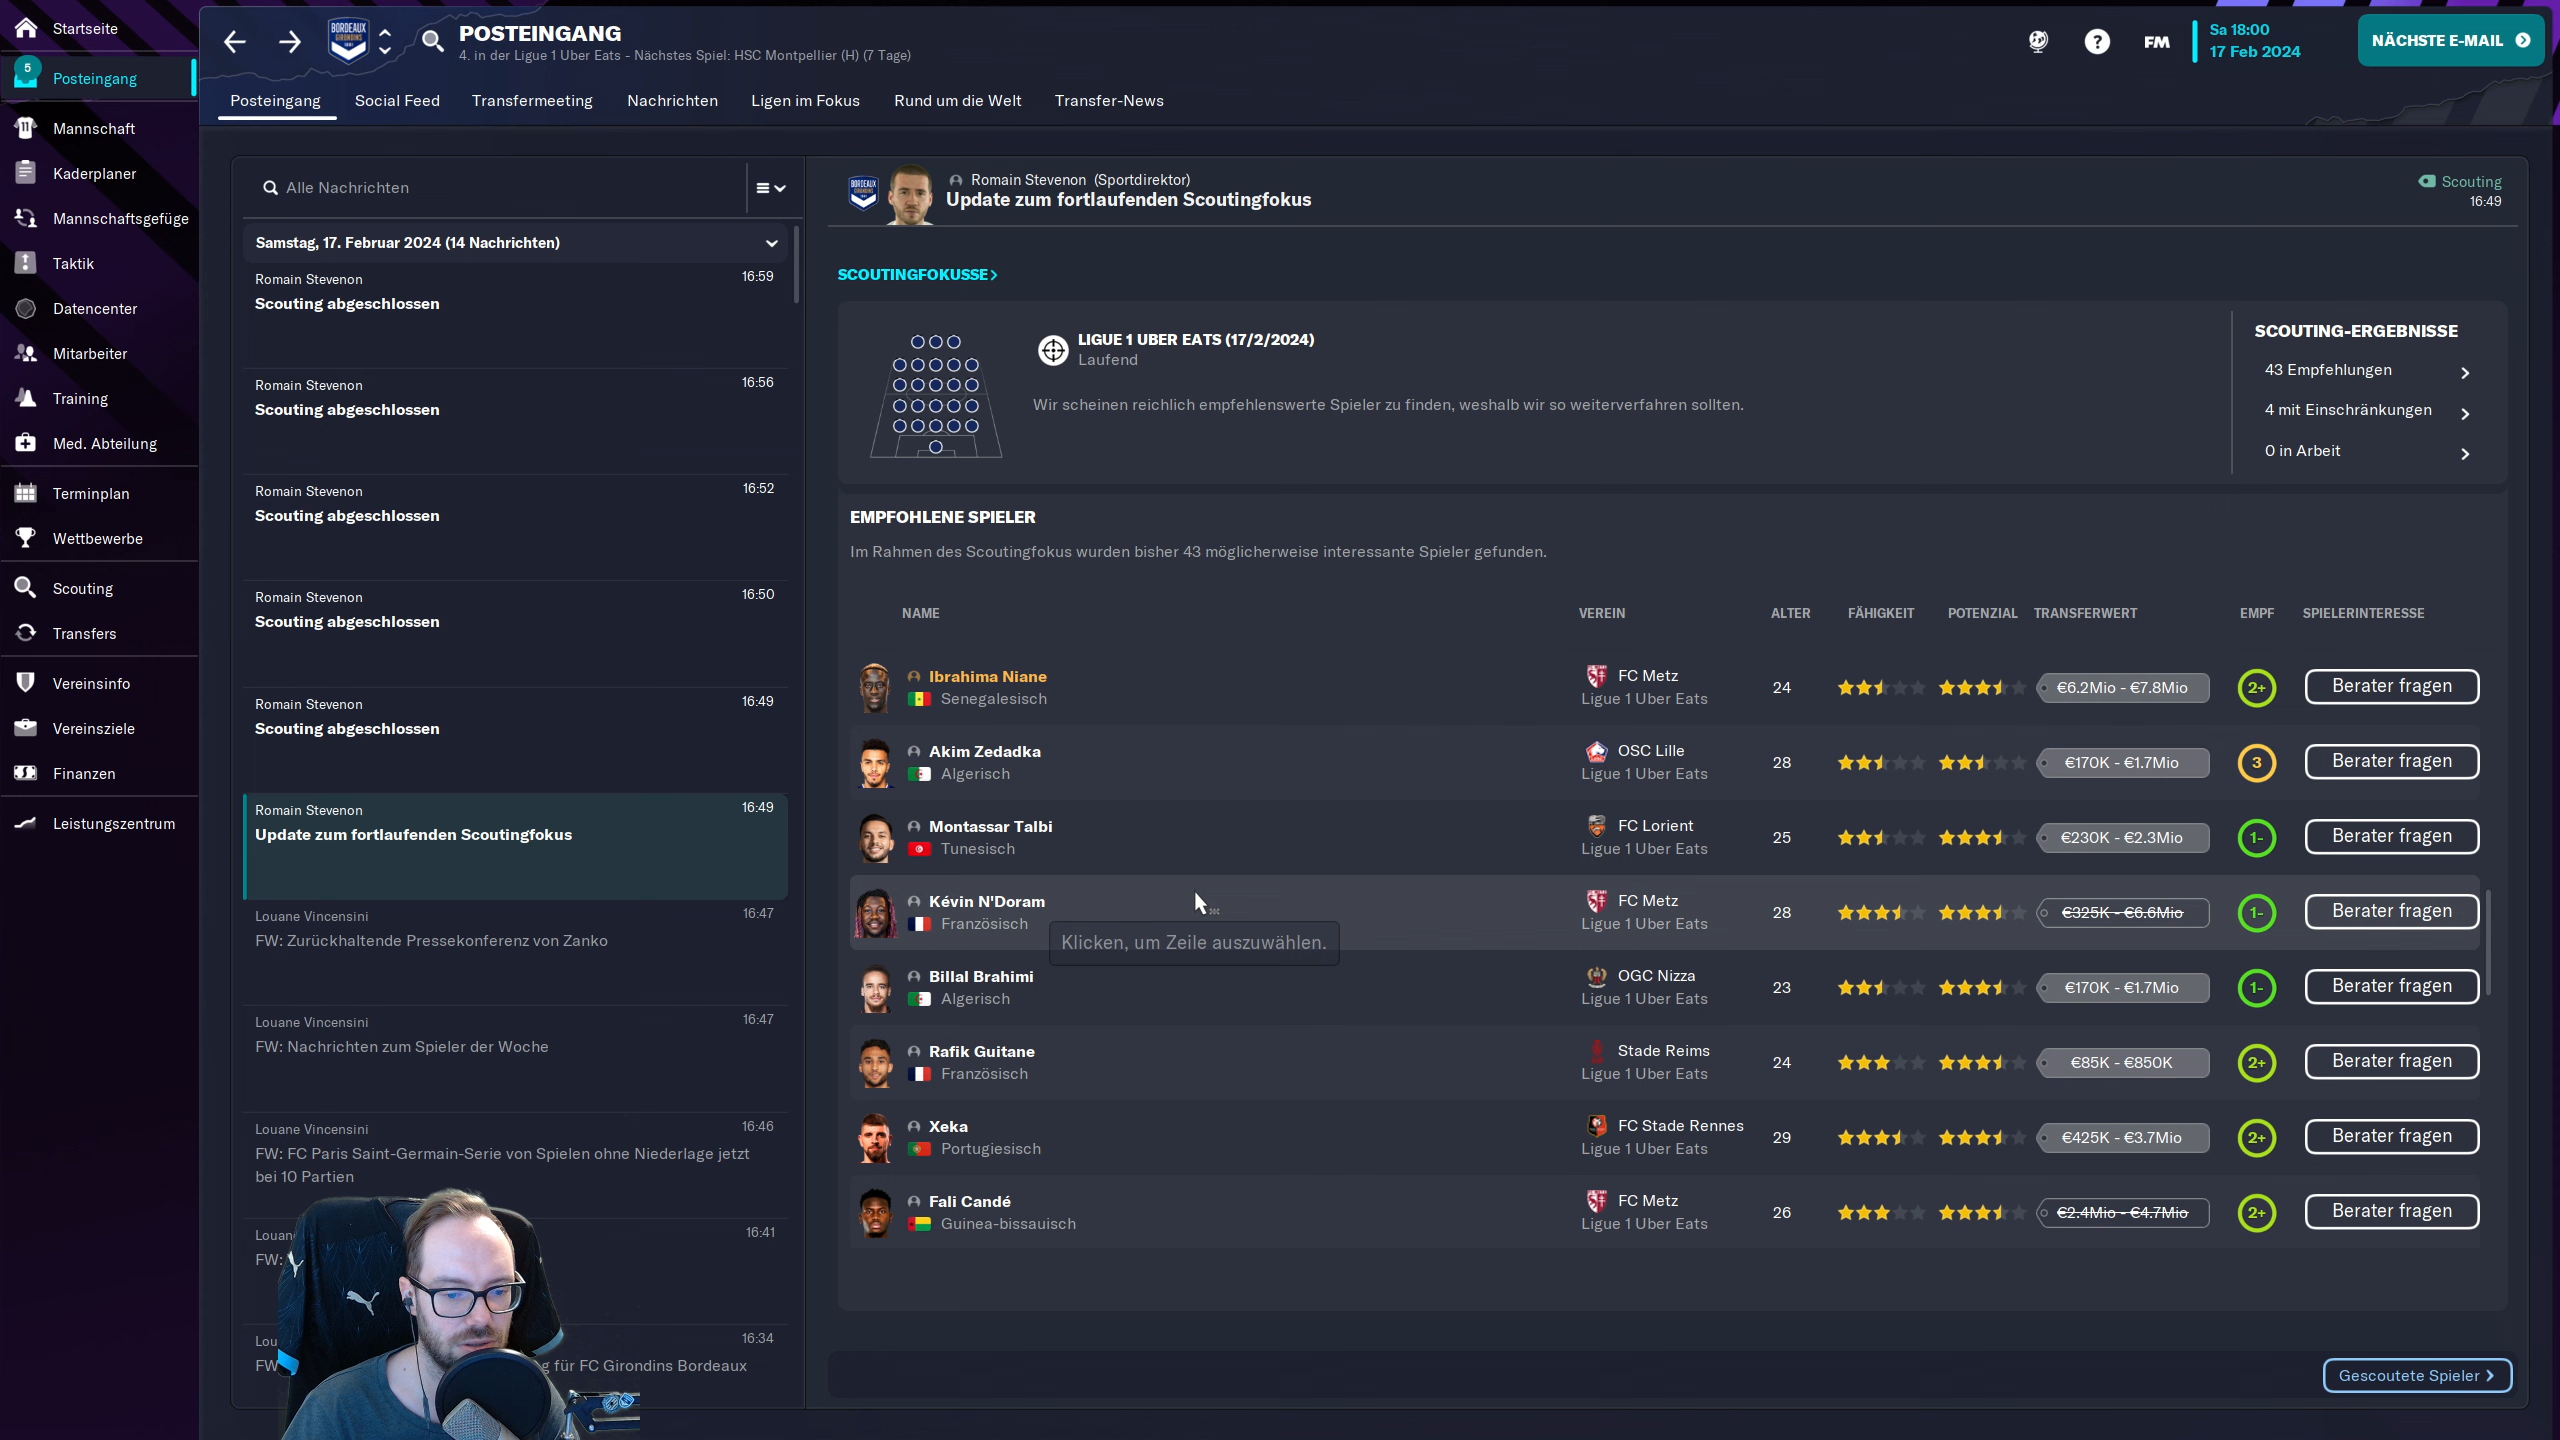 Startseite
5
Posteingang
Mannschaft
Kaderplaner
Mannschaftsgefüge
Taktik
Datencenter
Mitarbeiter
Training
Med. Abteilung
Terminplan
Wettbewerbe
Scouting
Transfers
Vereinsinfo
Vereinsziele
Finanzen
Leistungszentrum
BORDEAUX
GIRONDINS
POSTEINGANG
4. in der Ligue 1 Uber Eats - Nächstes Spiel: HSC Montpellier (H) (7 Tage)
FM
Sa 18:00
17 Feb 2024
NÄCHSTE E-MAIL
Posteingang Social Feed Transfermeeting Nachrichten Ligen im Fokus Rund um die Welt Transfer-News
Alle Nachrichten
Samstag, 17. Februar 2024 (14 Nachrichten)
Romain Stevenon 16:59
Scouting abgeschlossen
Romain Stevenon 16:56
Scouting abgeschlossen
Romain Stevenon 16:52
Scouting abgeschlossen
Romain Stevenon 16:50
Scouting abgeschlossen
Romain Stevenon 16:49
Scouting abgeschlossen
Romain Stevenon 16:49
Update zum fortlaufenden Scoutingfokus
Louane Vincensini 16:47
FW: Zurückhaltende Pressekonferenz von Zanko
Louane Vincensini 16:47
FW: Nachrichten zum Spieler der Woche
Louane Vincensini 16:46
FW: FC Paris Saint-Germain-Serie von Spielen ohne Niederlage jetzt
bei 10 Partien
Louan 16:41
FW:
Lou 16:34
FW g für FC Girondins Bordeaux
BORDEAUX
GIRONDINS
Romain Stevenon (Sportdirektor)
Update zum fortlaufenden Scoutingfokus
Scouting
16:49
SCOUTINGFOKUSSE
LIGUE 1 UBER EATS (17/2/2024)
Laufend
Wir scheinen reichlich empfehlenswerte Spieler zu finden, weshalb wir so weiterverfahren sollten.
SCOUTING-ERGEBNISSE
43 Empfehlungen
4 mit Einschränkungen
0 in Arbeit
EMPFOHLENE SPIELER
Im Rahmen des Scoutingfokus wurden bisher 43 möglicherweise interessante Spieler gefunden.
NAME VEREIN ALTER FÄHIGKEIT POTENZIAL TRANSFERWERT EMPF SPIELERINTERESSE
Ibrahima Niane FC Metz 24 €6.2Mio - €7.8Mio 2+ Berater fragen
Senegalesisch Ligue 1 Uber Eats
Akim Zedadka OSC Lille 28 €170K - €1.7Mio 3 Berater fragen
Algerisch Ligue 1 Uber Eats
Montassar Talbi FC Lorient 25 €230K - €2.3Mio 1- Berater fragen
Tunesisch Ligue 1 Uber Eats
Kévin N'Doram FC Metz 28 €325K - €6.6Mio 1- Berater fragen
Französisch Ligue 1 Uber Eats
Klicken, um Zeile auszuwählen.
Billal Brahimi OGC Nizza 23 €170K - €1.7Mio 1- Berater fragen
Algerisch Ligue 1 Uber Eats
Rafik Guitane Stade Reims 24 €85K - €850K 2+ Berater fragen
Französisch Ligue 1 Uber Eats
Xeka FC Stade Rennes 29 €425K - €3.7Mio 2+ Berater fragen
Portugiesisch Ligue 1 Uber Eats
Fali Candé FC Metz 26 €2.4Mio - €4.7Mio 2+ Berater fragen
Guinea-bissauisch Ligue 1 Uber Eats
Gescoutete Spieler